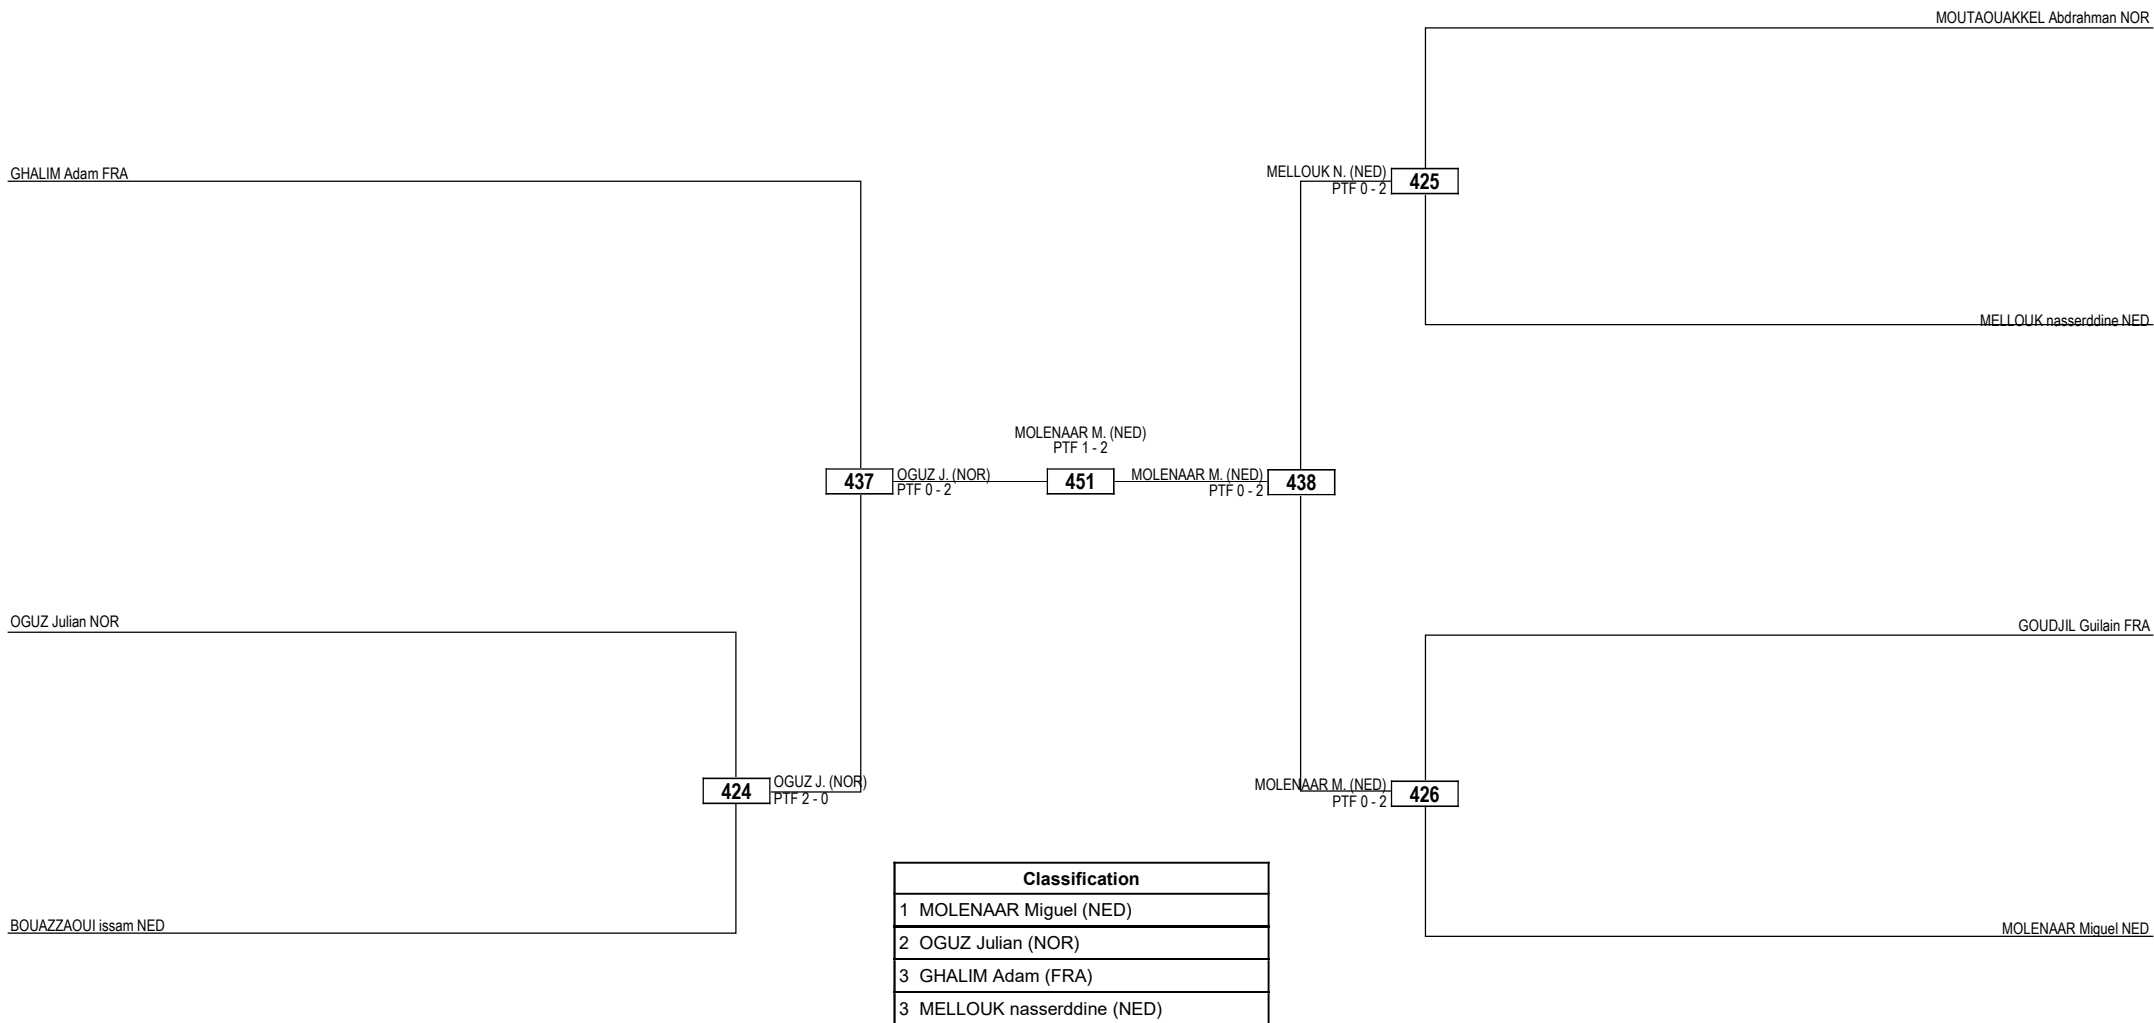 MOUTAOUAKKEL Abdrahman NOR
GHALIM Adam FRA
MELLOUK N. (NED)
PTF 0 - 2
425
MELLOUK nasserddine NED
MOLENAAR M. (NED)
PTF 1 - 2
437
OGUZ J. (NOR)
PTF 0 - 2
451
MOLENAAR M. (NED)
PTF 0 - 2
438
OGUZ Julian NOR
GOUDJIL Guilain FRA
424
OGUZ J. (NOR)
PTF 2 - 0
MOLENAAR M. (NED)
PTF 0 - 2
426
BOUAZZAOUI issam NED
MOLENAAR Miguel NED
Classification
1 MOLENAAR Miguel (NED)
2 OGUZ Julian (NOR)
3 GHALIM Adam (FRA)
3 MELLOUK nasserddine (NED)